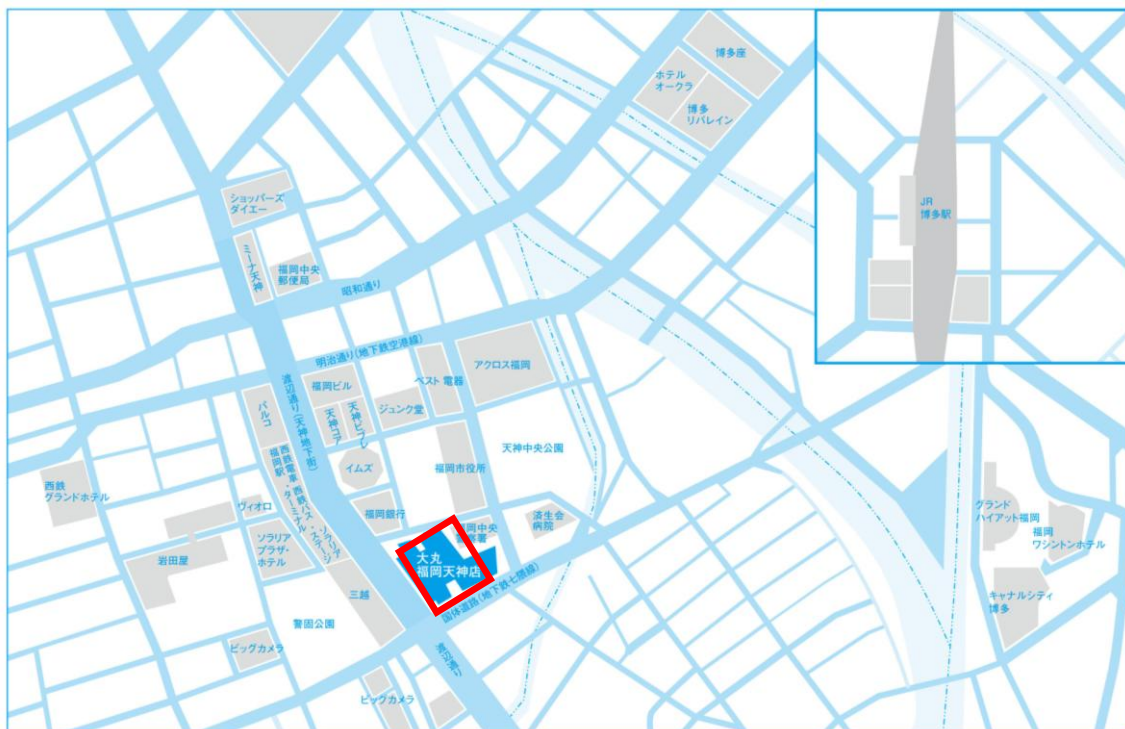 博多座
ホテル
オークラ
博多
リバレイン
JR
博多駅
ショッパーズ
ダイエー
ミーナ天神
福岡中央
郵便局
昭和通り
明治通り(地下鉄空港線)
渡辺通り(天神地下街)
アクロス福岡
ベスト電器
福岡ビル
天神コア
天神ビブレ
ジュンク堂
パルコ
イムズ
福岡市役所
天神中央公園
西鉄
グランドホテル
西鉄電車・西鉄バス・ソラリア
福岡駅・ターミナル・ステージ
ヴィオロ
福岡銀行
済生会
病院
福岡中央
警察署
グランド
ハイアット福岡
福岡
ワシントンホテル
岩田屋
ソラリア
プラザ・
ホテル
大丸
福岡天神店
国体道路(地下鉄七隈線)
三越
キャナルシティ
博多
警固公園
ビックカメラ
渡辺通り
ビックカメラ